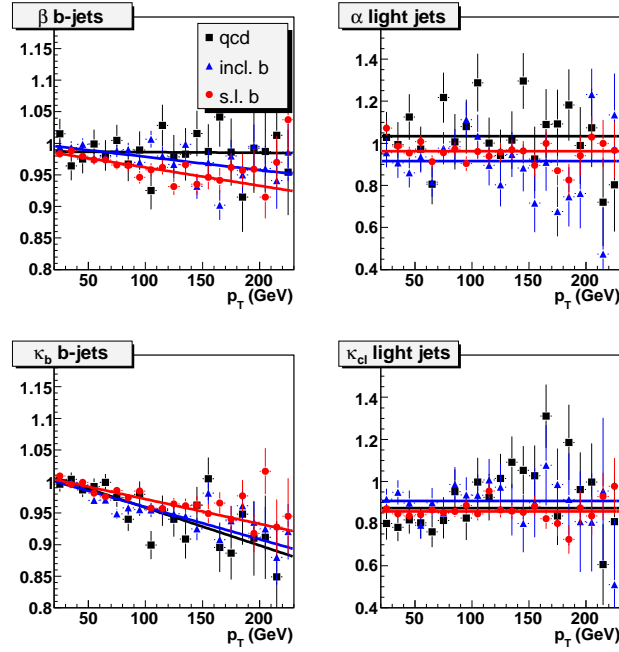 β b-jets
qcd
incl. b
s.l. b
1.15
1.1
1.05
1
0.95
0.9
0.85
0.8
50 100 150 200
p_T (GeV)
α light jets
1.4
1.2
1
0.8
0.6
0.4
50 100 150 200
p_T (GeV)
κ_b b-jets
1.15
1.1
1.05
1
0.95
0.9
0.85
0.8
50 100 150 200
p_T (GeV)
κ_cl light jets
1.4
1.2
1
0.8
0.6
0.4
50 100 150 200
p_T (GeV)